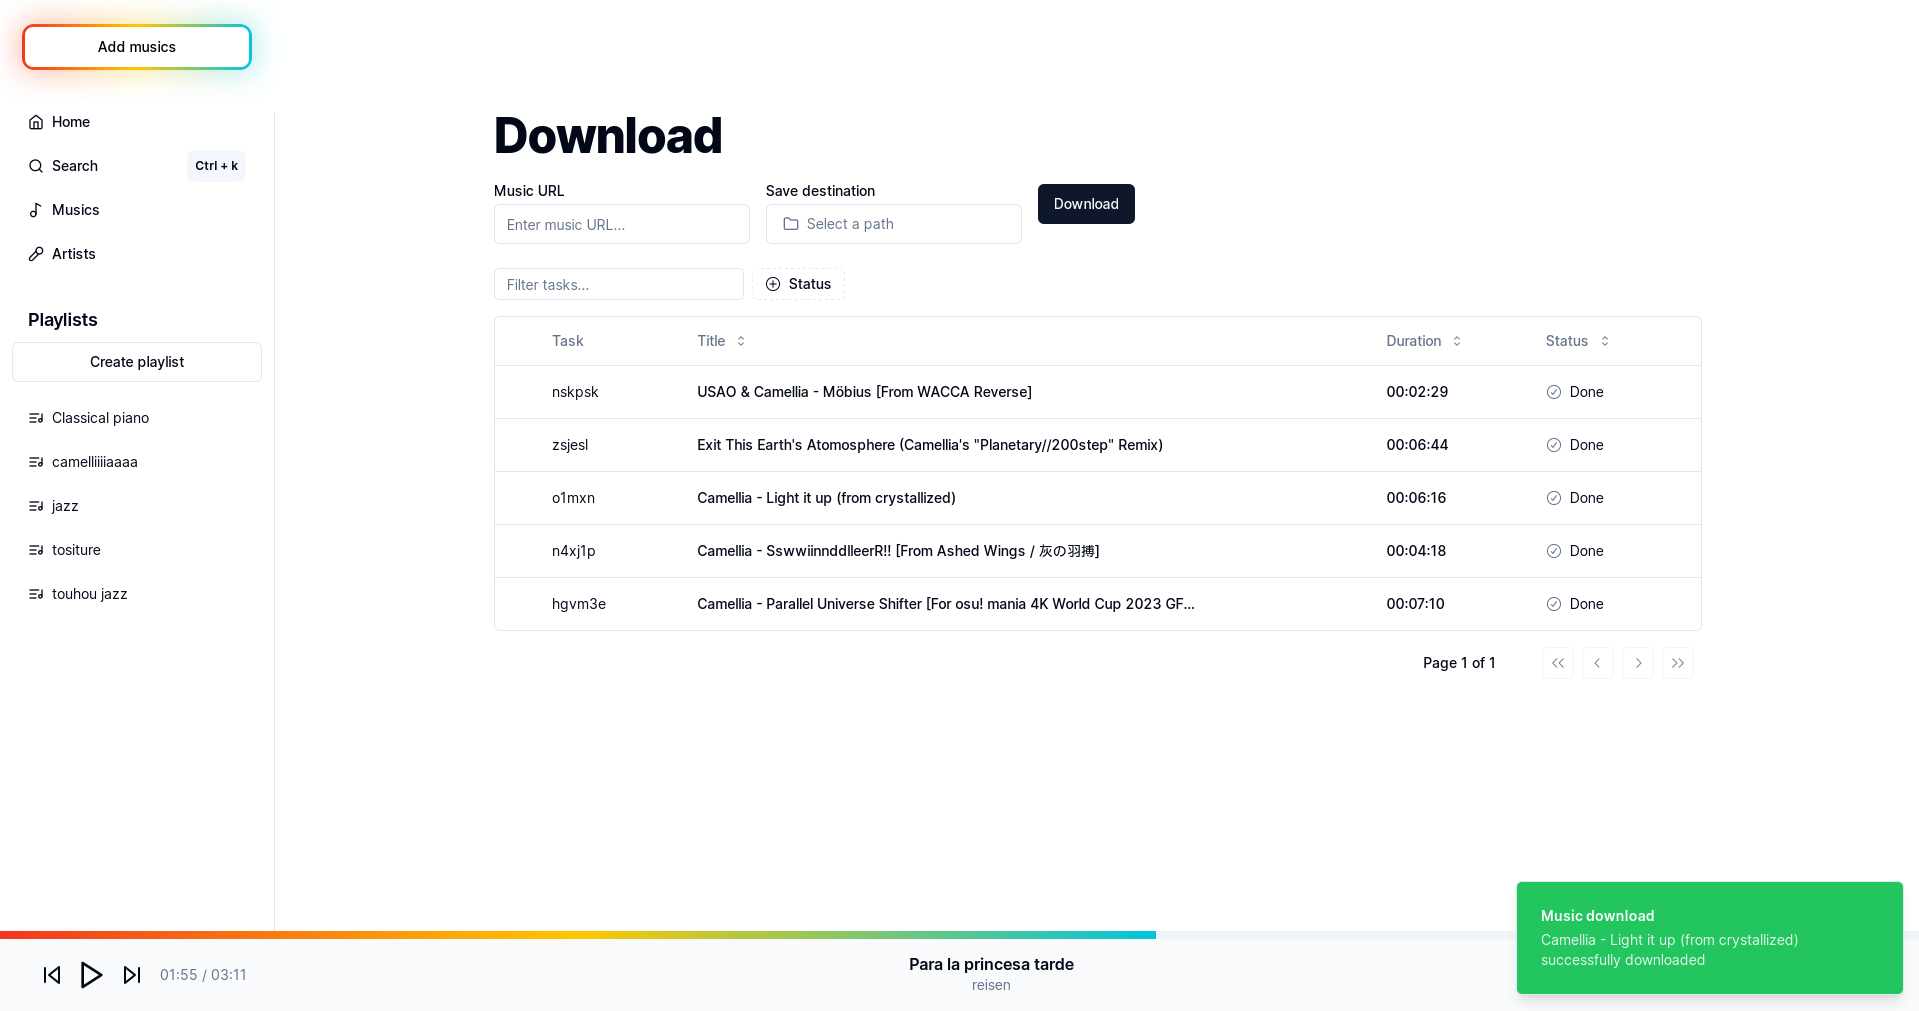 Add musics
Home
Search Ctrl + k
Musics
Artists
Playlists
Create playlist
Classical piano
camelliiiiaaaa
jazz
tositure
touhou jazz
Download
Music URL Save destination
Enter music URL... Select a path Download
Filter tasks... Status
Task Title Duration Status
nskpsk USAO & Camellia - Möbius [From WACCA Reverse] 00:02:29 Done
zsjesl Exit This Earth's Atomosphere (Camellia's "Planetary//200step" Remix) 00:06:44 Done
o1mxn Camellia - Light it up (from crystallized) 00:06:16 Done
n4xj1p Camellia - SswwiinnddlleerR!! [From Ashed Wings / 灰の羽搏] 00:04:18 Done
hgvm3e Camellia - Parallel Universe Shifter [For osu! mania 4K World Cup 2023 GF... 00:07:10 Done
Page 1 of 1
01:55 / 03:11
Para la princesa tarde
reisen
Music download
Camellia - Light it up (from crystallized)
successfully downloaded